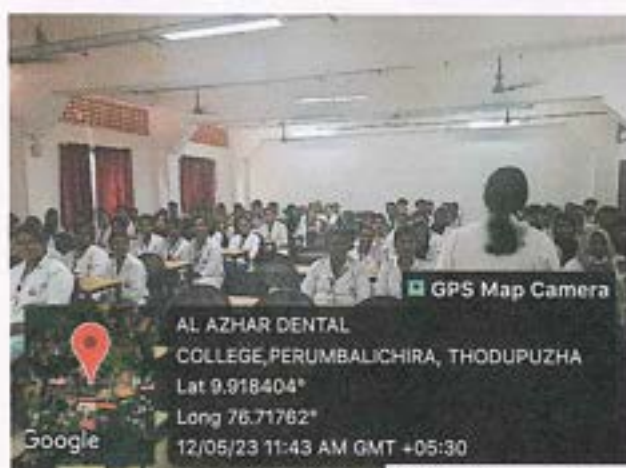 GPS Map Camera
AL AZHAR DENTAL
COLLEGE,PERUMBALICHIRA, THODUPUZHA
Lat 9.918404°
Long 76.71762°
12/05/23 11:43 AM GMT +05:30
Google